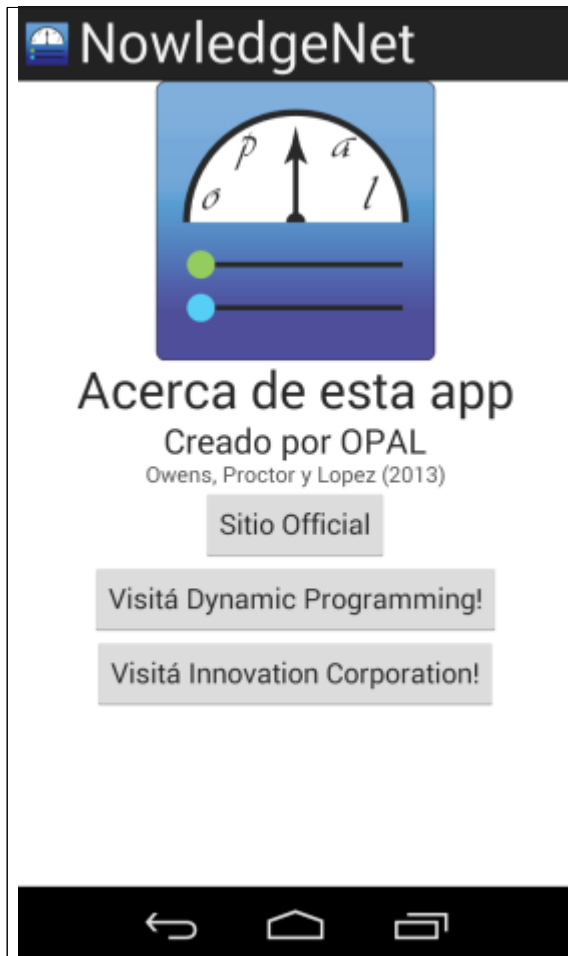 NowledgeNet
o p a l
Acerca de esta app
Creado por OPAL
Owens, Proctor y Lopez (2013)
Sitio Official
Visitá Dynamic Programming!
Visitá Innovation Corporation!